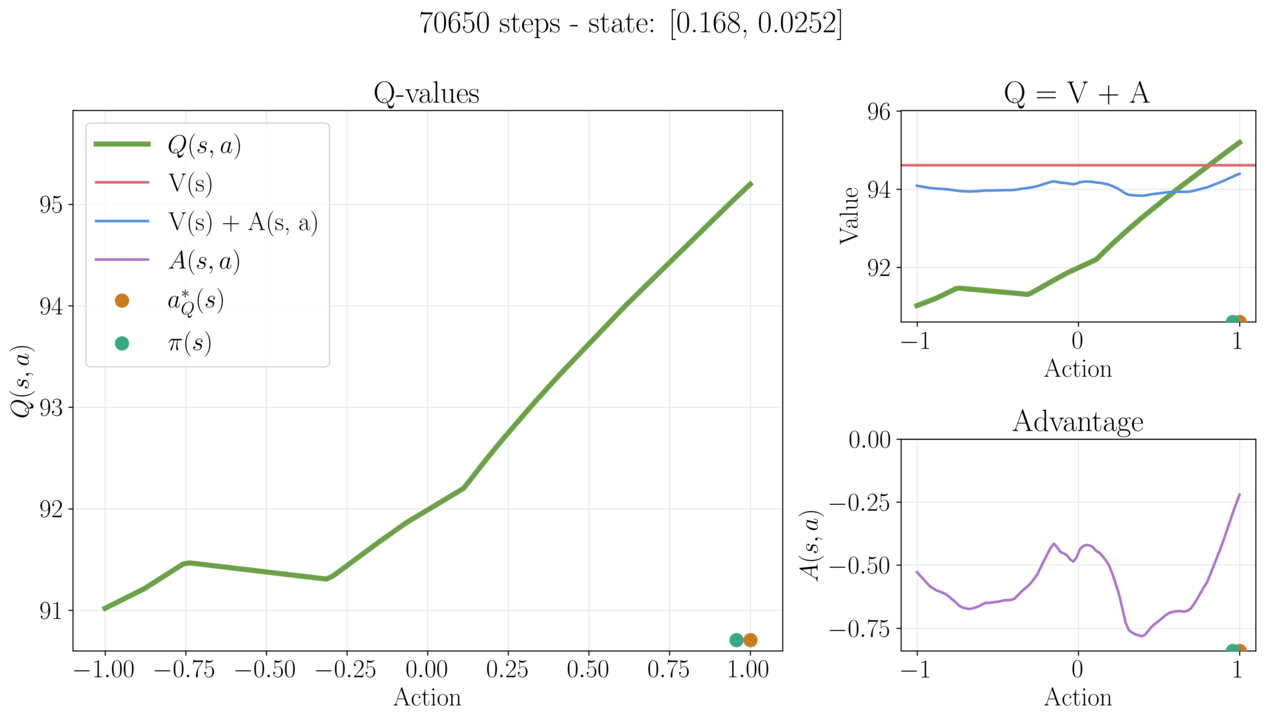 70650 steps - state: [0.168, 0.0252]
Q-values
Q(s, a)
V(s)
V(s) + A(s, a)
A(s, a)
a*Q(s)
π(s)
Q(s, a)
95
94
93
92
91
−1.00 −0.75 −0.50 −0.25 0.00 0.25 0.50 0.75 1.00
Action
Q = V + A
Value
96
94
92
−1 0 1
Action
Advantage
A(s, a)
0.00
−0.25
−0.50
−0.75
−1 0 1
Action